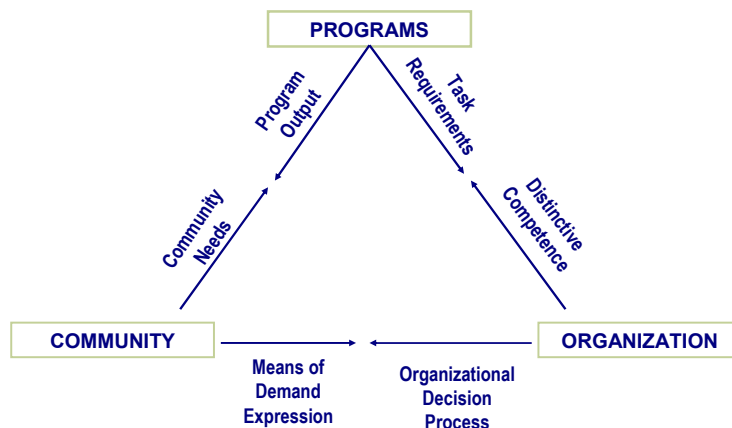 PROGRAMS
Program
Output
Task
Requirements
Community
Needs
Distinctive
Competence
COMMUNITY
ORGANIZATION
Means of
Demand
Expression
Organizational
Decision
Process